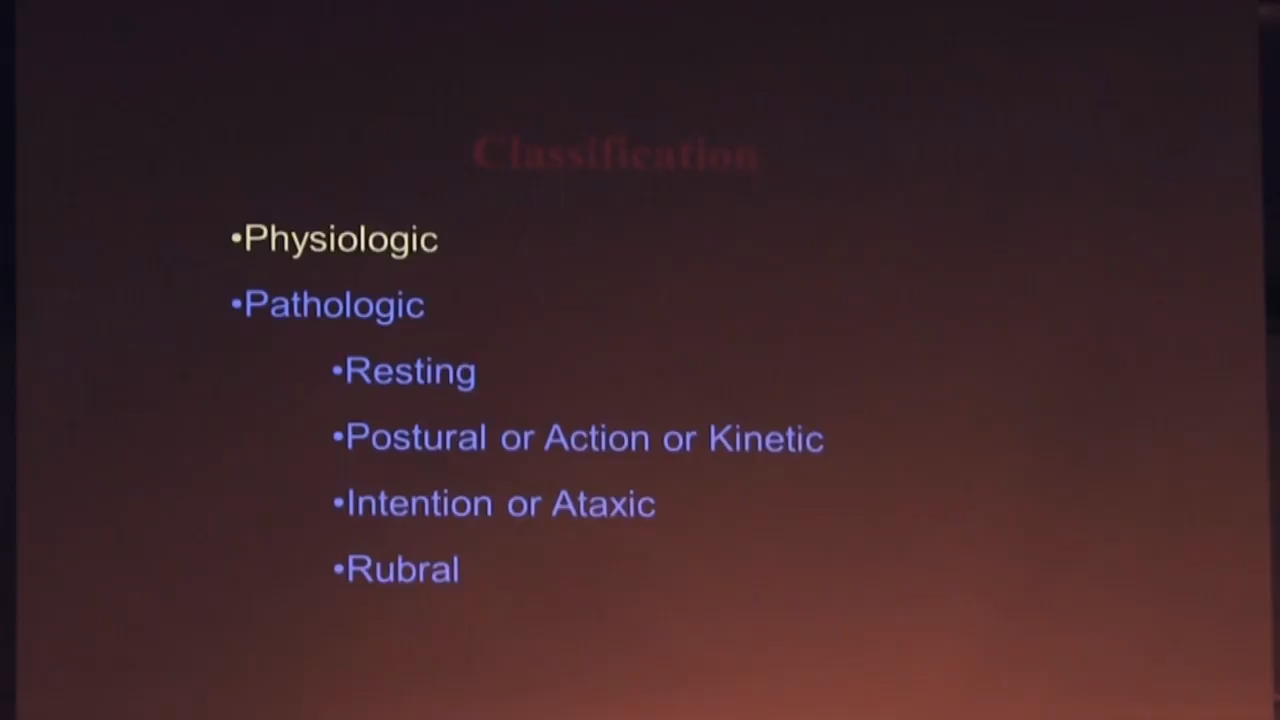 Classification
•Physiologic
•Pathologic
•Resting
•Postural or Action or Kinetic
•Intention or Ataxic
•Rubral